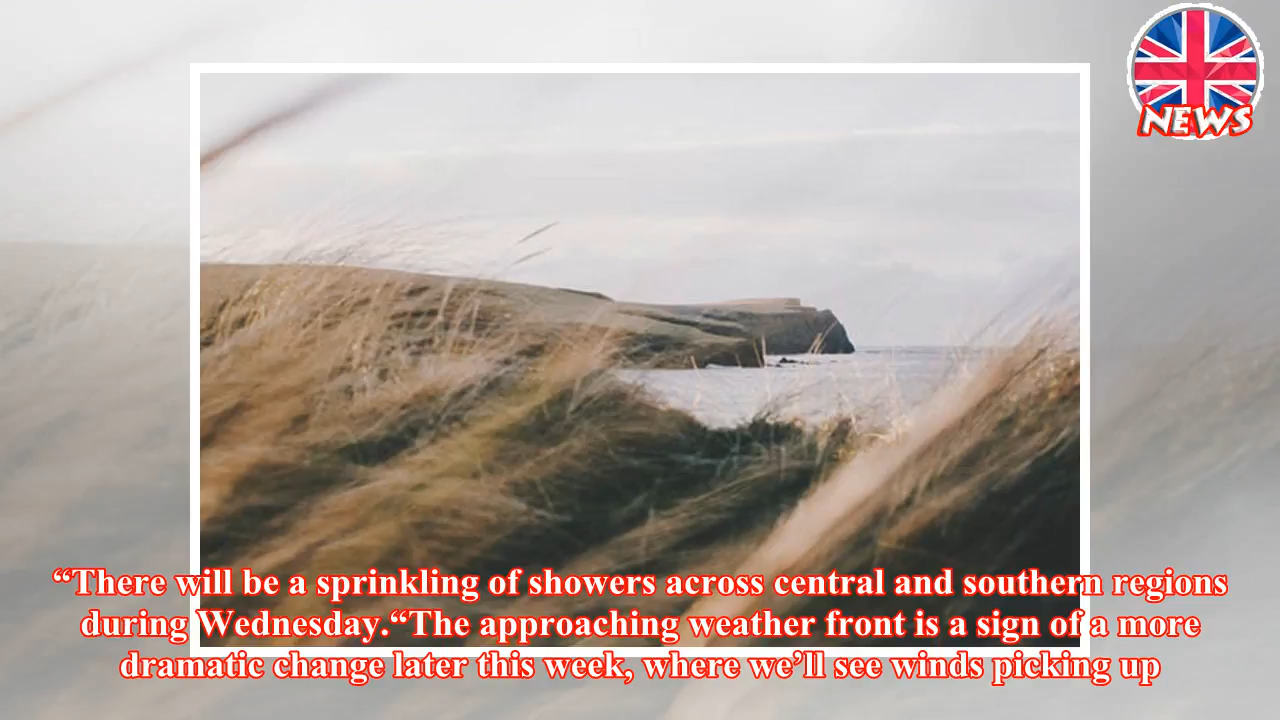 NEWS
“There will be a sprinkling of showers across central and southern regions
during Wednesday.“The approaching weather front is a sign of a more
dramatic change later this week, where we’ll see winds picking up